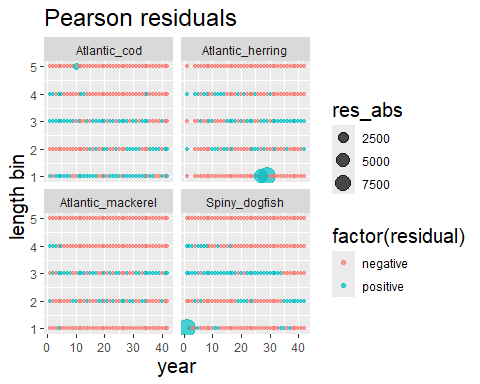 Pearson residuals
Atlantic_cod Atlantic_herring
5
4
3
2
1
Atlantic_mackerel Spiny_dogfish
5
4
3
2
1
0 10 20 30 40 0 10 20 30 40
year
length bin
res_abs
2500
5000
7500
factor(residual)
negative
positive